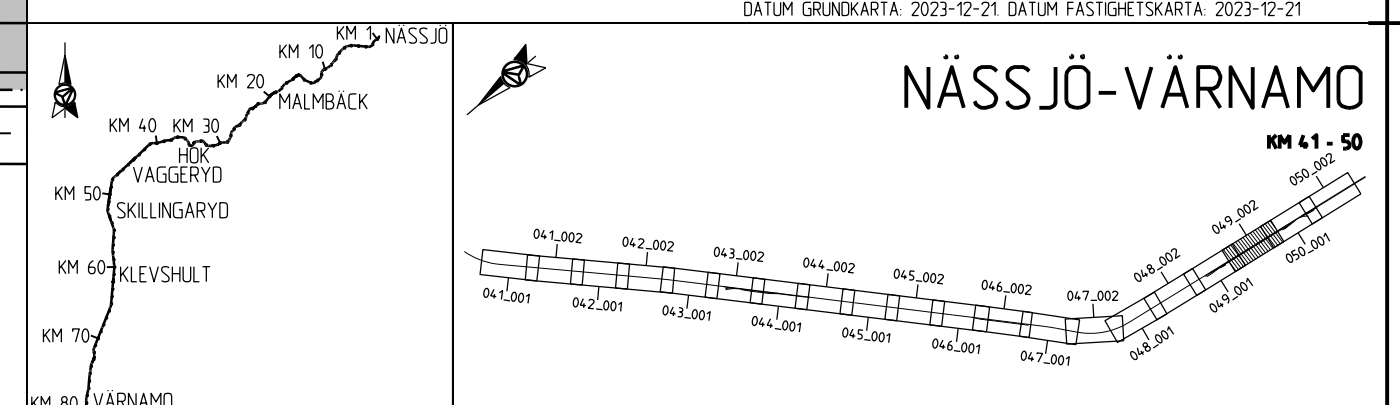 DATUM GRUNDKARTA: 2023-12-21. DATUM FASTIGHETSKARTA: 2023-12-21
KM 1
NÄSSJÖ
KM 10
KM 20
MALMBÄCK
KM 40
KM 30
HOK
VAGGERYD
KM 50
SKILLINGARYD
KM 60
KLEVSHULT
KM 70
KM 80
VÄRNAMO
NÄSSJÖ-VÄRNAMO
KM 41 - 50
041_002
042_002
043_002
044_002
045_002
046_002
047_002
048_002
049_002
050_002
041_001
042_001
043_001
044_001
045_001
046_001
047_001
048_001
049_001
050_001